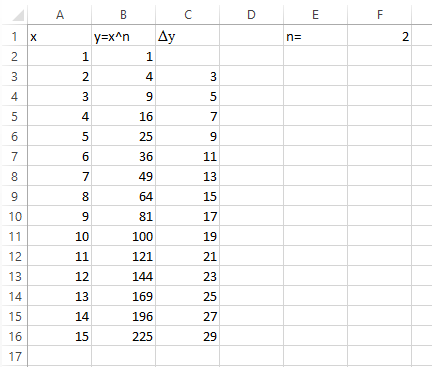 A B C D E F
1 x y=x^n Δy n= 2
2 1 1
3 2 4 3
4 3 9 5
5 4 16 7
6 5 25 9
7 6 36 11
8 7 49 13
9 8 64 15
10 9 81 17
11 10 100 19
12 11 121 21
13 12 144 23
14 13 169 25
15 14 196 27
16 15 225 29
17